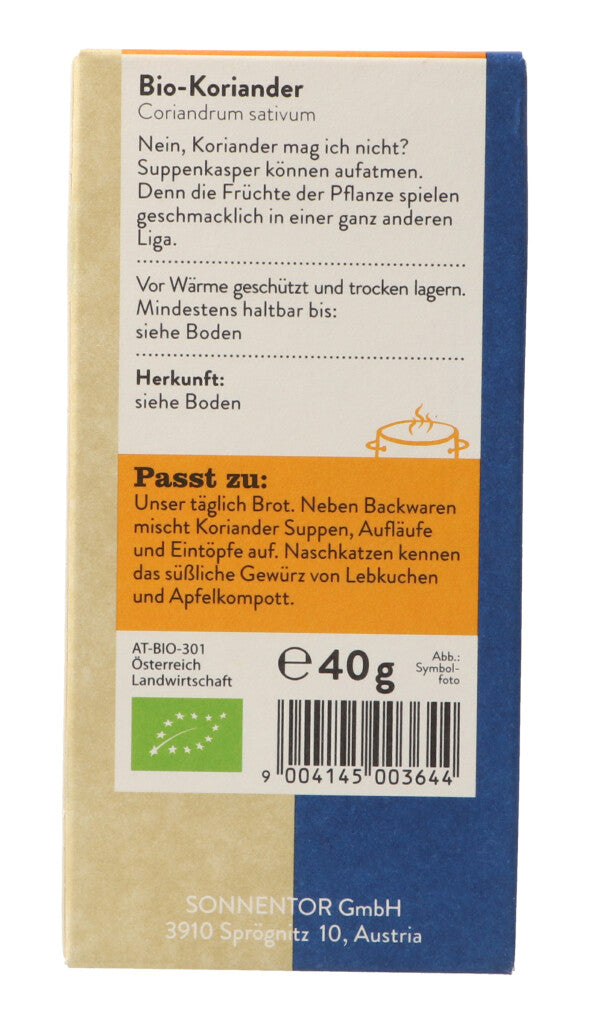 Bio-Koriander
Coriandrum sativum
Nein, Koriander mag ich nicht?
Suppenkasper können aufatmen.
Denn die Früchte der Pflanze spielen
geschmacklich in einer ganz anderen
Liga.
Vor Wärme geschützt und trocken lagern.
Mindestens haltbar bis:
siehe Boden
Herkunft:
siehe Boden
Passt zu:
Unser täglich Brot. Neben Backwaren
mischt Koriander Suppen, Aufläufe
und Eintöpfe auf. Naschkatzen kennen
das süßliche Gewürz von Lebkuchen
und Apfelkompott.
AT-BIO-301
Österreich
Landwirtschaft
℮40g
Abb.:
Symbol-
foto
9 004145 003644
SONNENTOR GmbH
3910 Sprögnitz 10, Austria